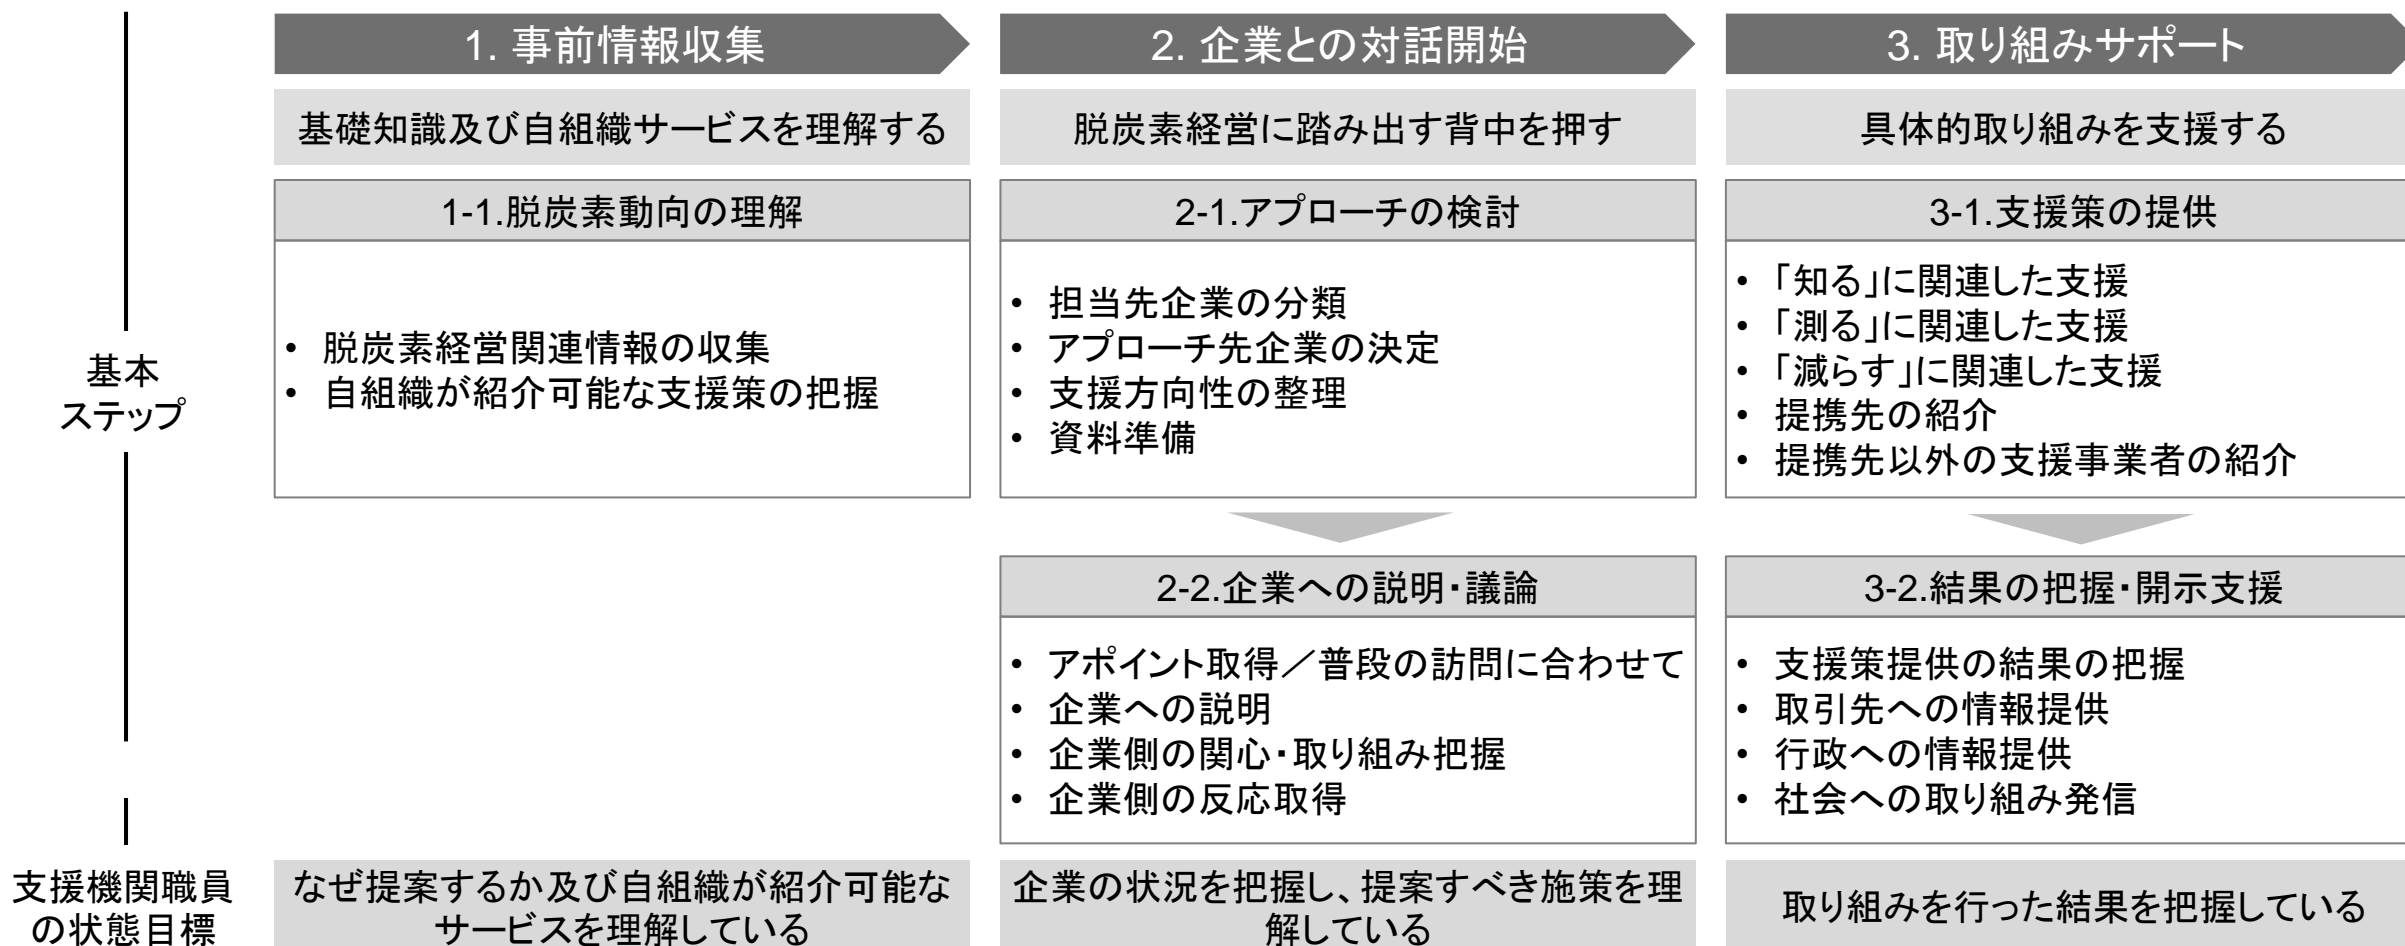 1. 事前情報収集
2. 企業との対話開始
3. 取り組みサポート
基礎知識及び自組織サービスを理解する
脱炭素経営に踏み出す背中を押す
具体的取り組みを支援する
基本
ステップ
1-1.脱炭素動向の理解
• 脱炭素経営関連情報の収集
• 自組織が紹介可能な支援策の把握
2-1.アプローチの検討
• 担当先企業の分類
• アプローチ先企業の決定
• 支援方向性の整理
• 資料準備
3-1.支援策の提供
• 「知る」に関連した支援
• 「測る」に関連した支援
• 「減らす」に関連した支援
• 提携先の紹介
• 提携先以外の支援事業者の紹介
2-2.企業への説明・議論
• アポイント取得／普段の訪問に合わせて
• 企業への説明
• 企業側の関心・取り組み把握
• 企業側の反応取得
3-2.結果の把握・開示支援
• 支援策提供の結果の把握
• 取引先への情報提供
• 行政への情報提供
• 社会への取り組み発信
支援機関職員
の状態目標
なぜ提案するか及び自組織が紹介可能な
サービスを理解している
企業の状況を把握し、提案すべき施策を理
解している
取り組みを行った結果を把握している